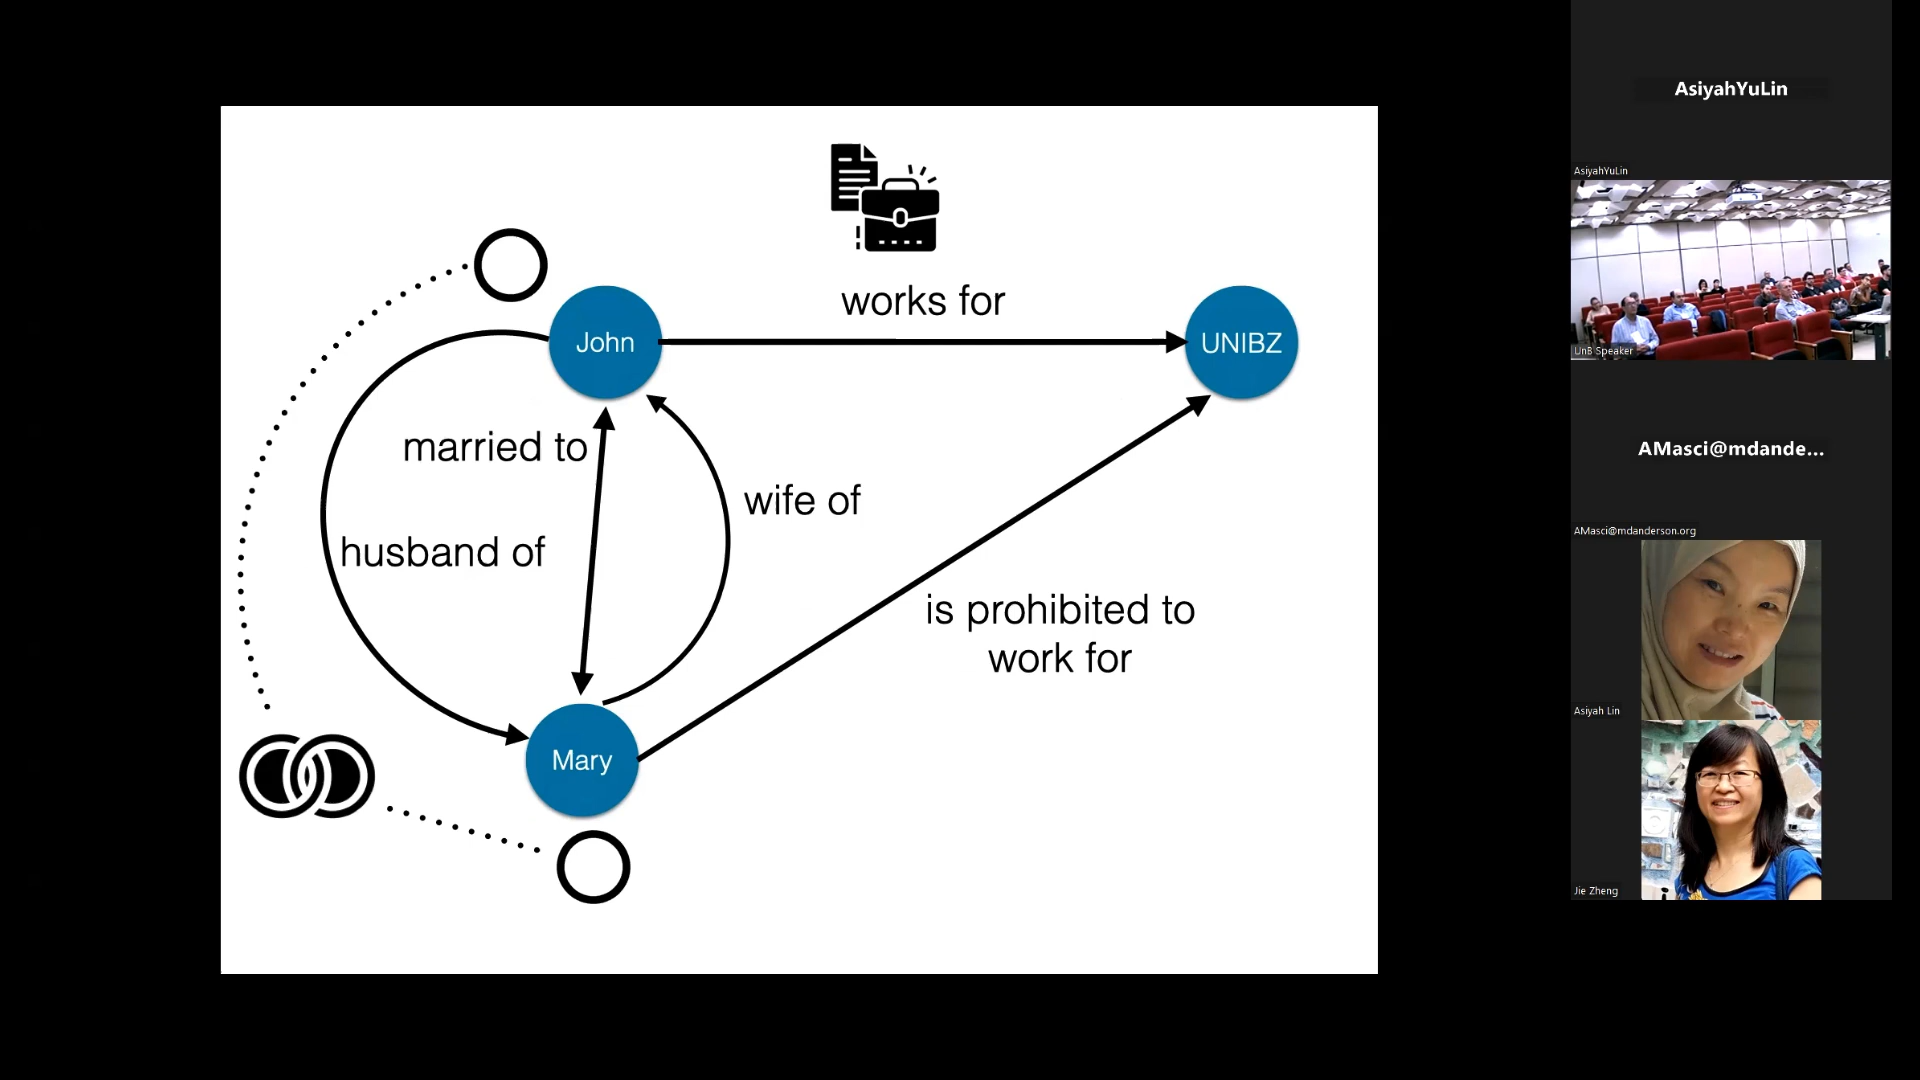 works for
John
UNIBZ
married to
wife of
husband of
is prohibited to
work for
Mary
AsiyahYuLin
AsiyahYuLin
UnB Speaker
AMasci@mdande...
AMasci@mdanderson.org
Asiyah Lin
Jie Zheng